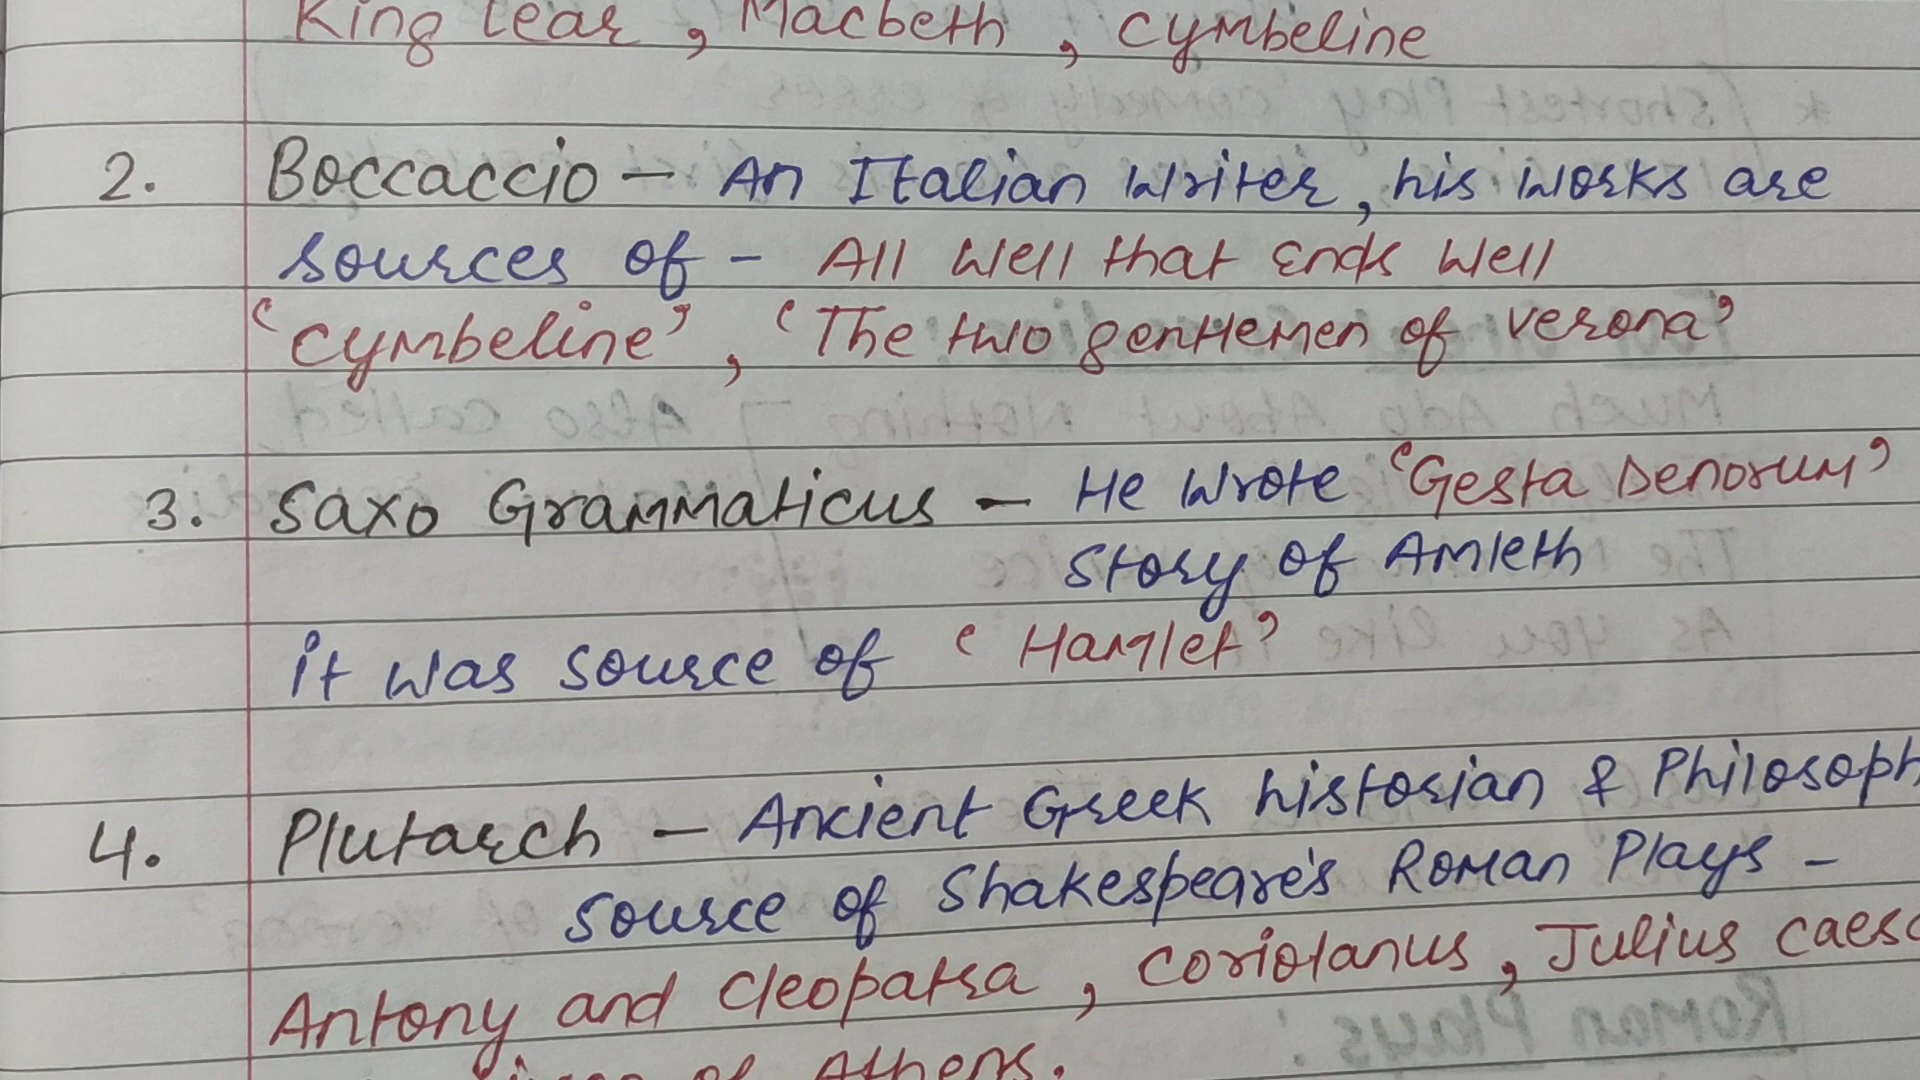 King Lear, Macbeth, Cymbeline
2. Boccaccio – An Italian Writer, his works are
sources of – All Well that Ends Well
‘Cymbeline’, ‘The two gentlemen of Verona’
3. Saxo Grammaticus – He Wrote ‘Gesta Denorum’
Story of Amleth
it was source of ‘Hamlet’
4. Plutarch – Ancient Greek historian & Philosoph
source of Shakespeare's Roman Plays –
Antony and Cleopatra, Coriolanus, Julius Caesa
of Athens.